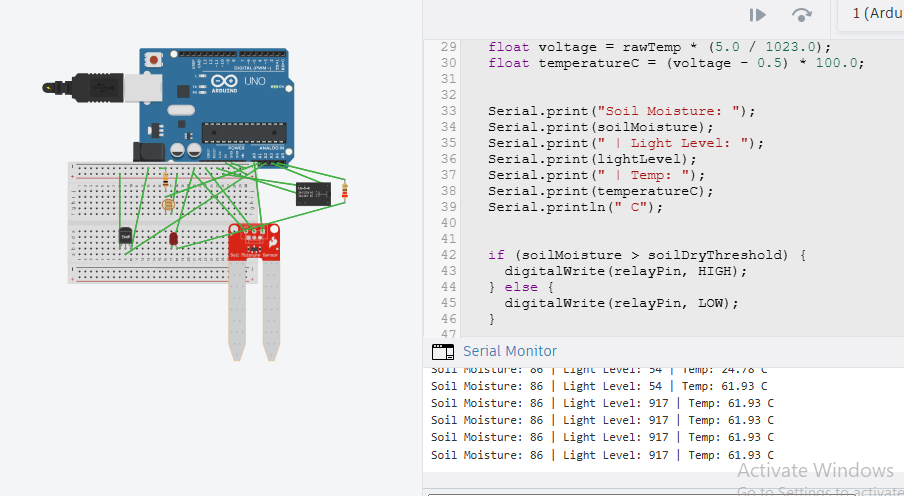 1 (Ardu
29 float voltage = rawTemp * (5.0 / 1023.0);
30 float temperatureC = (voltage - 0.5) * 100.0;
31
32
33 Serial.print("Soil Moisture: ");
34 Serial.print(soilMoisture);
35 Serial.print(" | Light Level: ");
36 Serial.print(lightLevel);
37 Serial.print(" | Temp: ");
38 Serial.print(temperatureC);
39 Serial.println(" C");
40
41
42 if (soilMoisture > soilDryThreshold) {
43 digitalWrite(relayPin, HIGH);
44 } else {
45 digitalWrite(relayPin, LOW);
46 }
47
Serial Monitor
Soil Moisture: 86 | Light Level: 54 | Temp: 24.78 C
Soil Moisture: 86 | Light Level: 54 | Temp: 61.93 C
Soil Moisture: 86 | Light Level: 917 | Temp: 61.93 C
Soil Moisture: 86 | Light Level: 917 | Temp: 61.93 C
Soil Moisture: 86 | Light Level: 917 | Temp: 61.93 C
Soil Moisture: 86 | Light Level: 917 | Temp: 61.93 C
Activate Windows
Go to Settings to activate
DIGITAL (PWM~)
UNO
ARDUINO
POWER
ANALOG IN
TMP
Soil Moisture Sensor